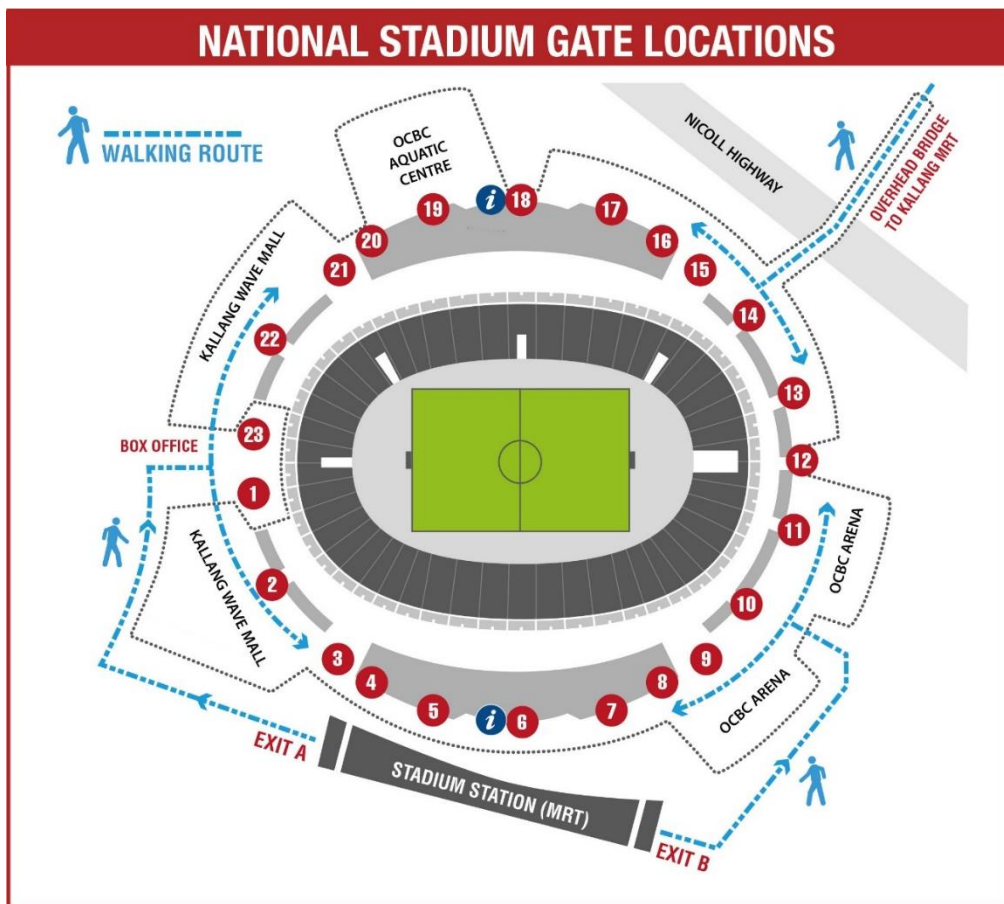 NATIONAL STADIUM GATE LOCATIONS
WALKING ROUTE
OCBC
AQUATIC
CENTRE
NICOLL HIGHWAY
OVERHEAD BRIDGE
TO KALLANG MRT
KALLANG WAVE MALL
19
i
18
17
20
16
21
15
22
14
13
BOX OFFICE
23
12
1
11
OCBC ARENA
KALLANG WAVE MALL
2
10
3
9
4
8
5
i
6
7
OCBC ARENA
EXIT A
STADIUM STATION (MRT)
EXIT B